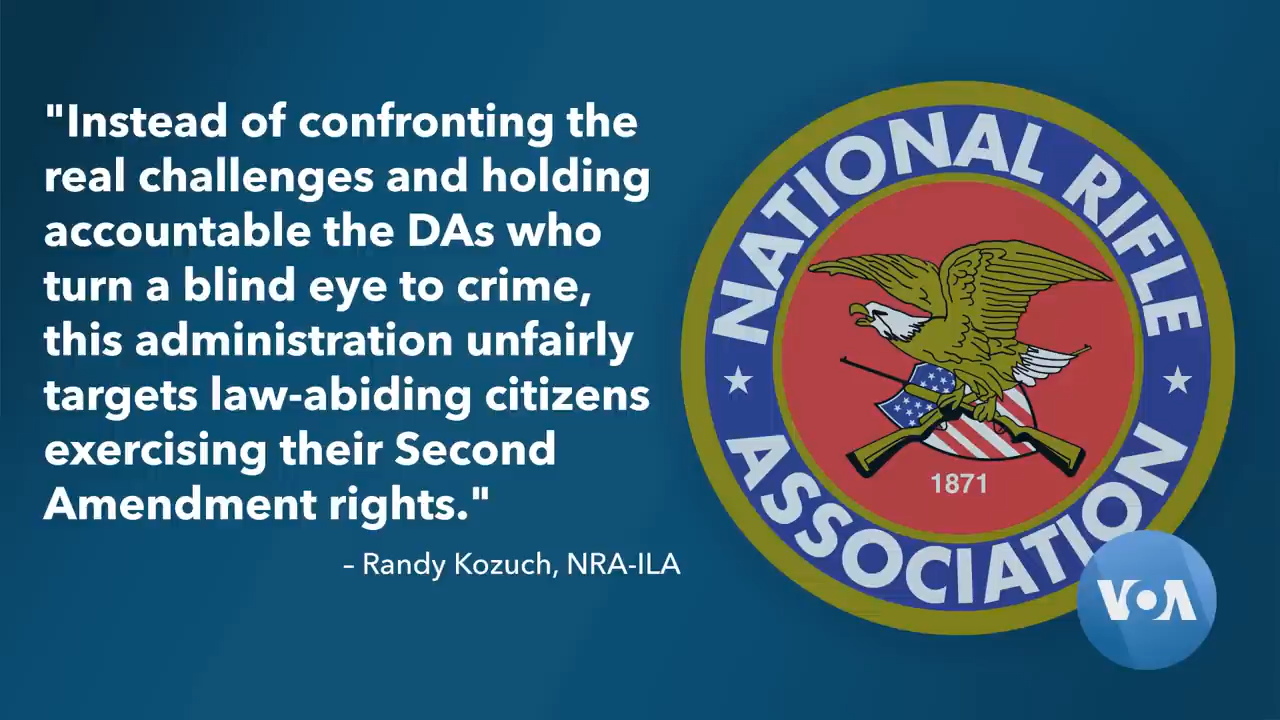 "Instead of confronting the
real challenges and holding
accountable the DAs who
turn a blind eye to crime,
this administration unfairly
targets law-abiding citizens
exercising their Second
Amendment rights."
– Randy Kozuch, NRA-ILA
NATIONAL RIFLE
ASSOCIATION
1871
VOA